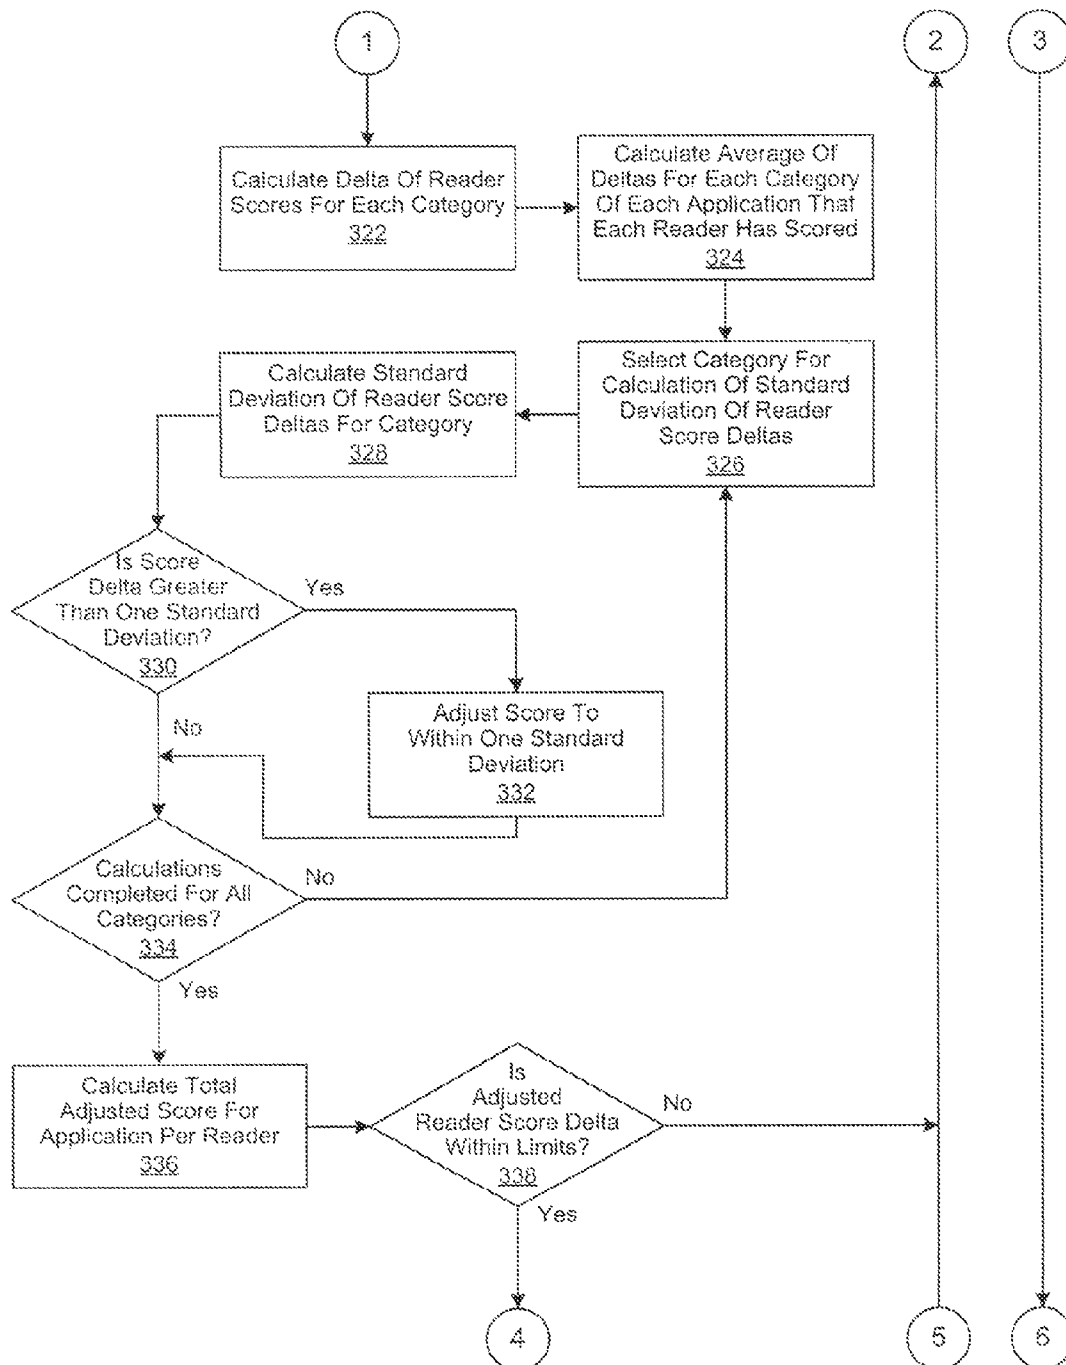 1
2
3
Calculate Delta Of Reader
Scores For Each Category
322
Calculate Average Of
Deltas For Each Category
Of Each Application That
Each Reader Has Scored
324
Calculate Standard
Deviation Of Reader Score
Deltas For Category
328
Select Category For
Calculation Of Standard
Deviation Of Reader
Score Deltas
326
Is Score
Delta Greater
Than One Standard
Deviation?
330
Yes
No
Adjust Score To
Within One Standard
Deviation
332
Calculations
Completed For All
Categories?
334
No
Yes
Calculate Total
Adjusted Score For
Application Per Reader
336
Is
Adjusted
Reader Score Delta
Within Limits?
338
No
Yes
4
5
6